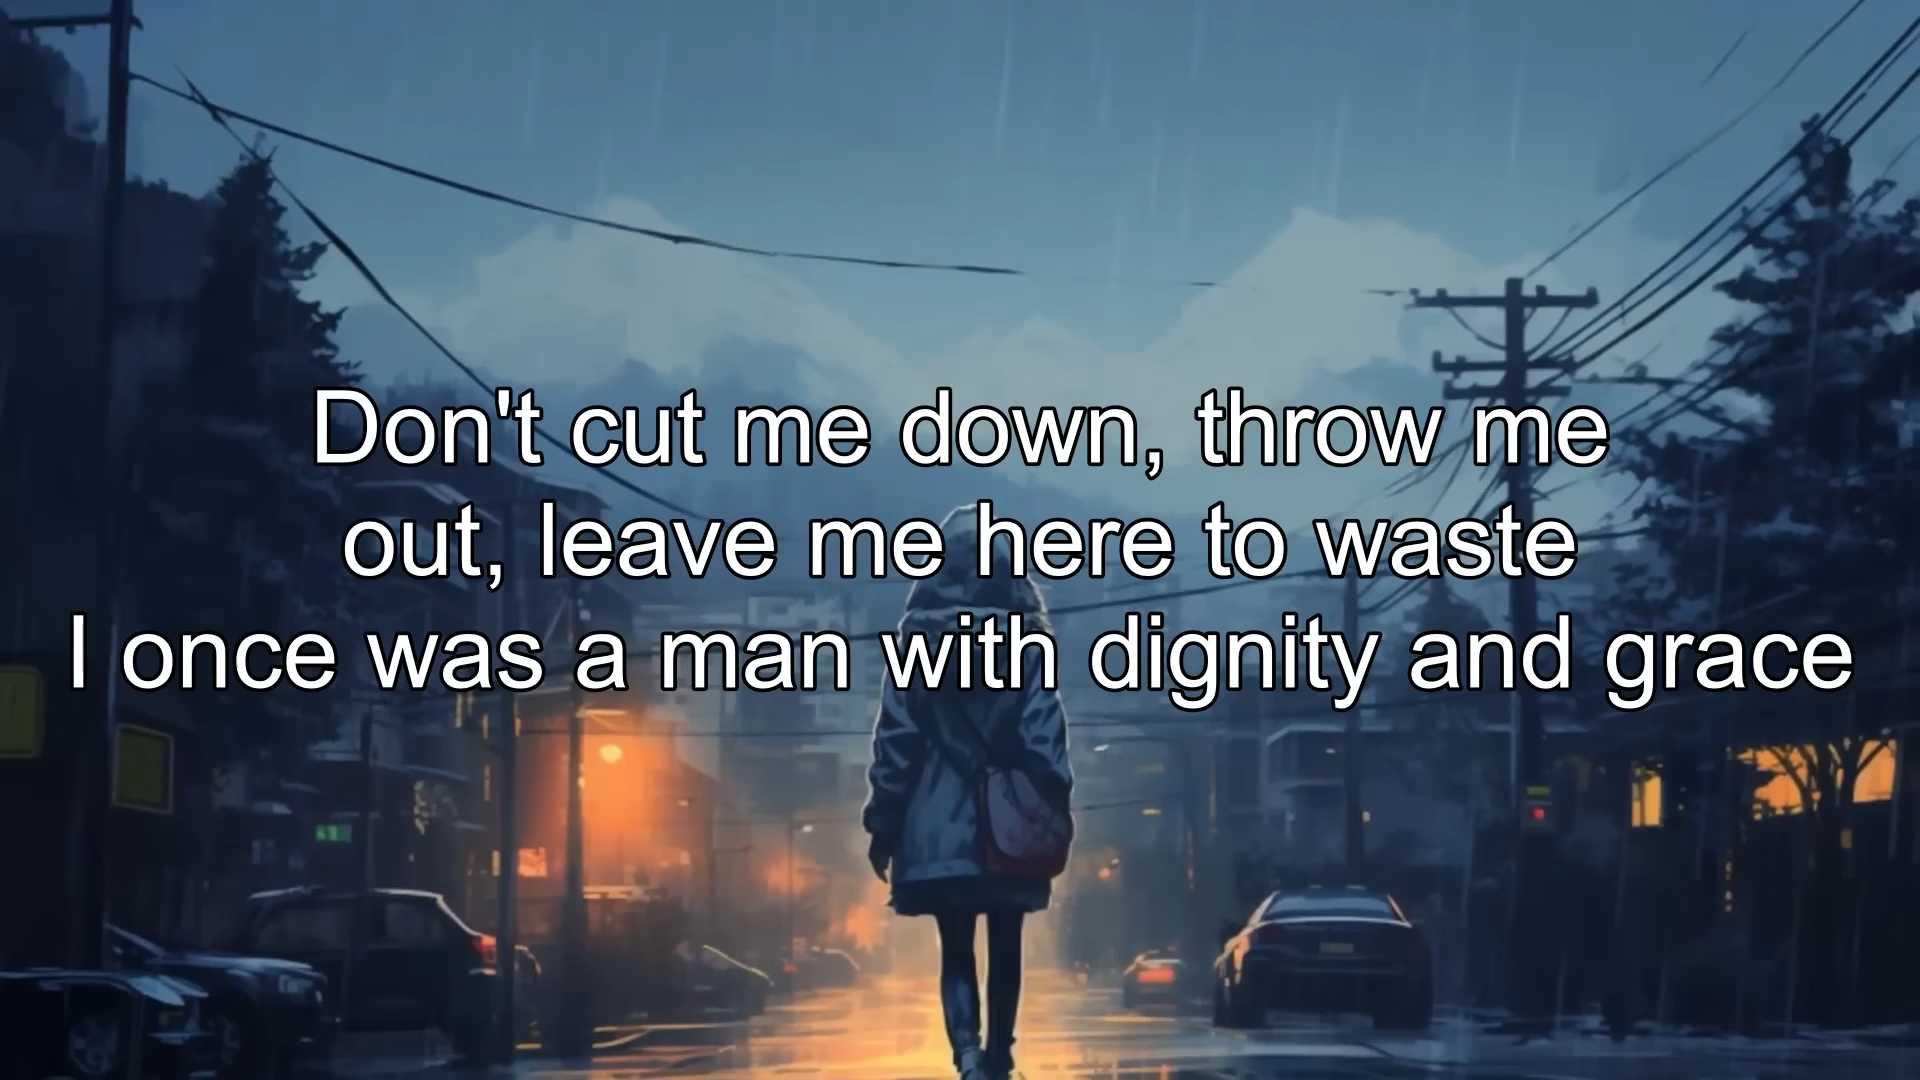 Don't cut me down, throw me
out, leave me here to waste
I once was a man with dignity and grace